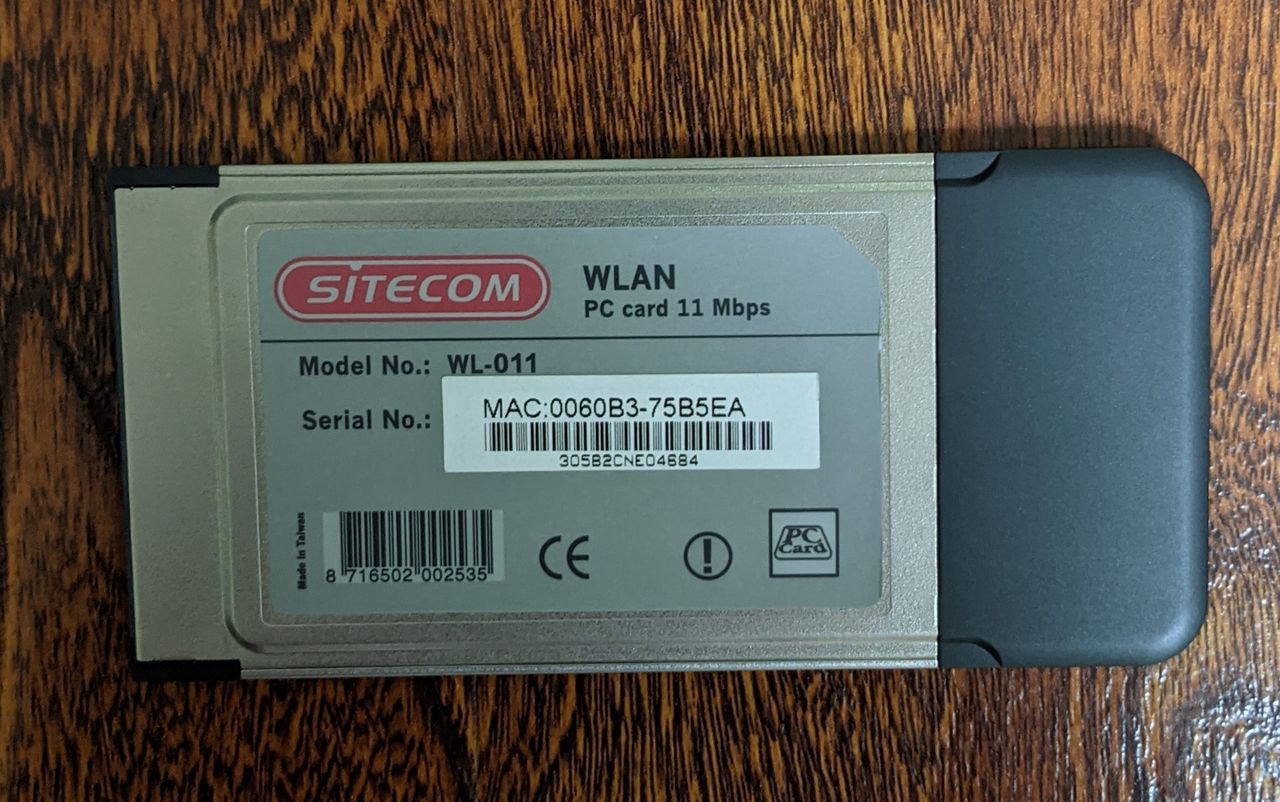 SITECOM
WLAN
PC card 11 Mbps
Model No.: WL-011
Serial No.:
MAC:0060B3-75B5EA
305B2CNE04684
Made in Taiwan
8 716502 002535
CE
!
PC
Card